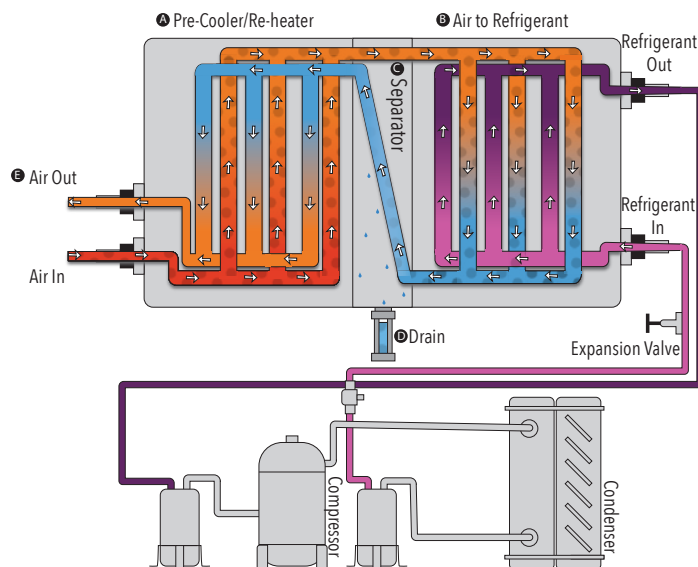 A Pre-Cooler/Re-heater
B Air to Refrigerant
Refrigerant
Out
C Separator
E Air Out
Refrigerant
In
Air In
D Drain
Expansion Valve
Compressor
Condenser